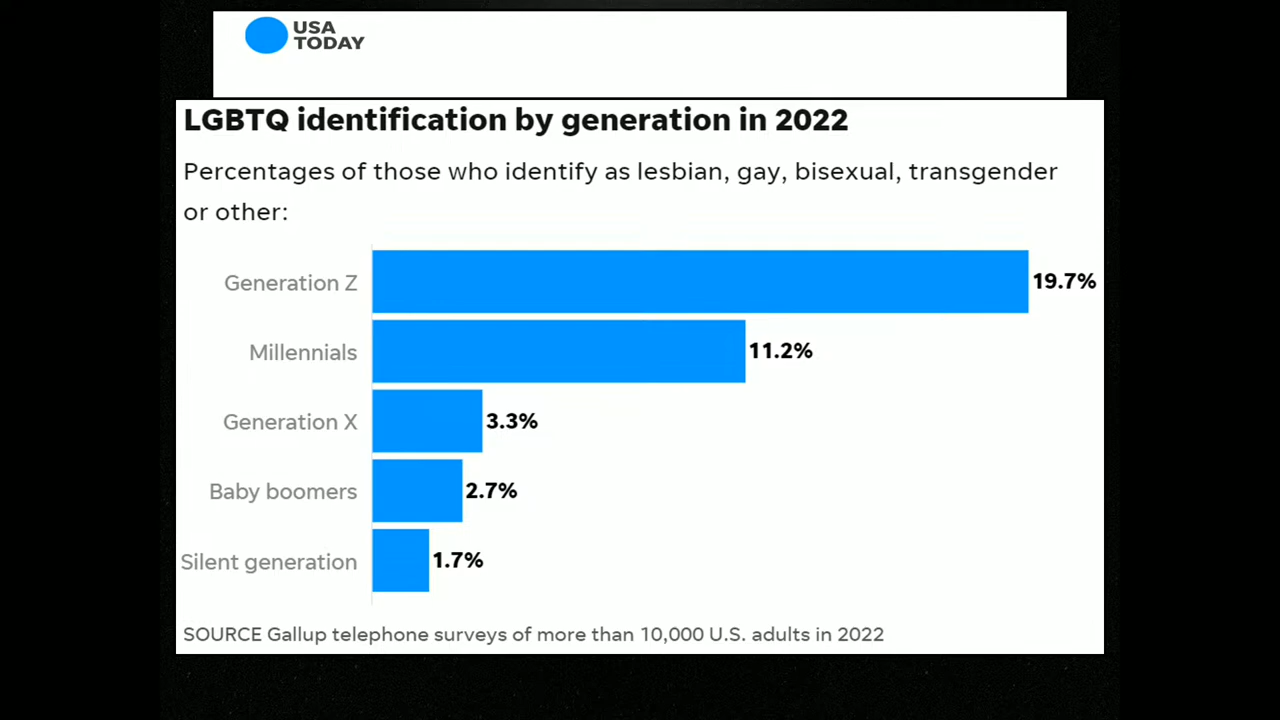 USA
TODAY
LGBTQ identification by generation in 2022
Percentages of those who identify as lesbian, gay, bisexual, transgender
or other:
Generation Z 19.7%
Millennials 11.2%
Generation X 3.3%
Baby boomers 2.7%
Silent generation 1.7%
SOURCE Gallup telephone surveys of more than 10,000 U.S. adults in 2022